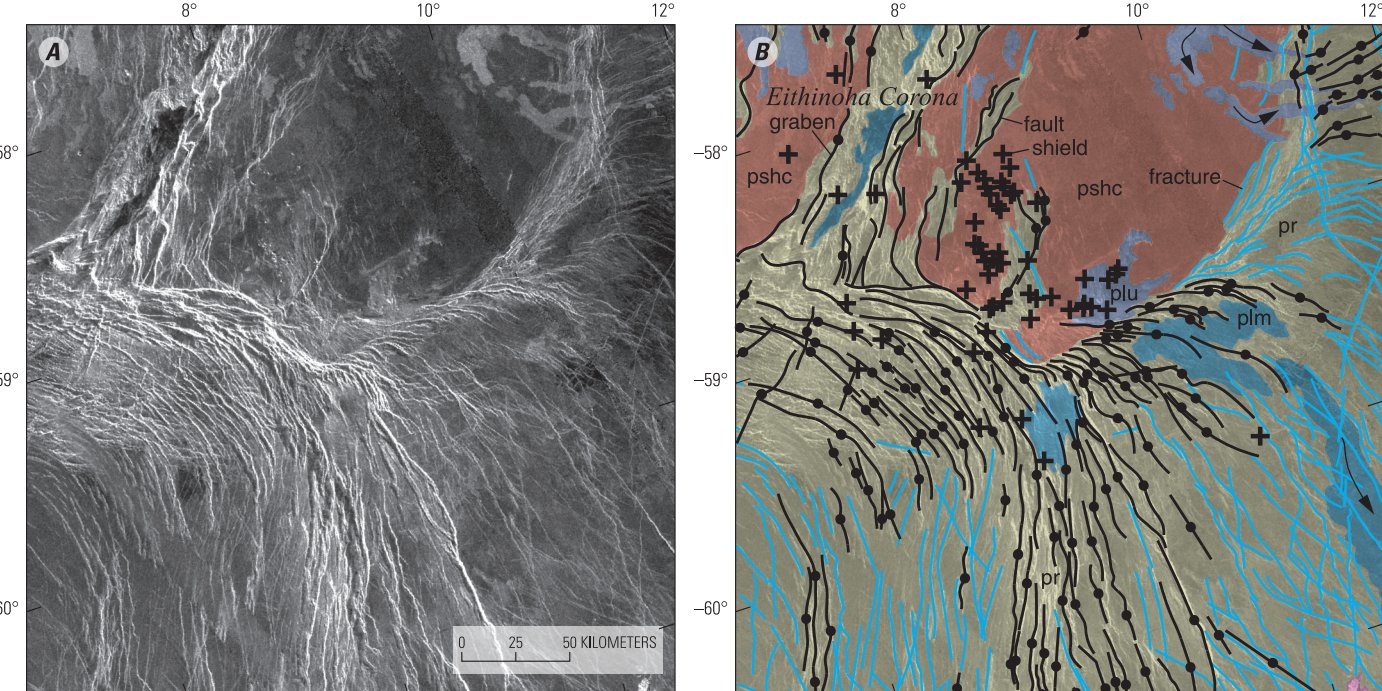 8°
10°
12°
A
–58°
–59°
–60°
0 25 50 KILOMETERS
8°
10°
12°
B
Eithinoha Corona
graben
fault
shield
–58°
pshc
pshc
fracture
pr
plu
plm
–59°
–60°
pr